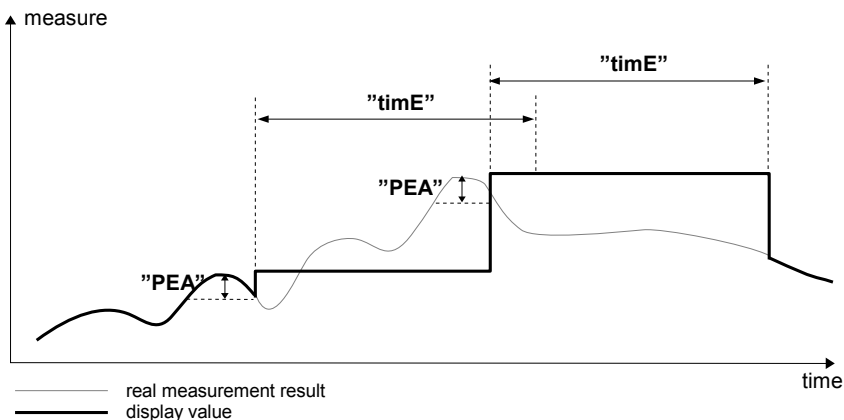 measure
"timE"
"timE"
"PEA"
"PEA"
time
real measurement result
display value